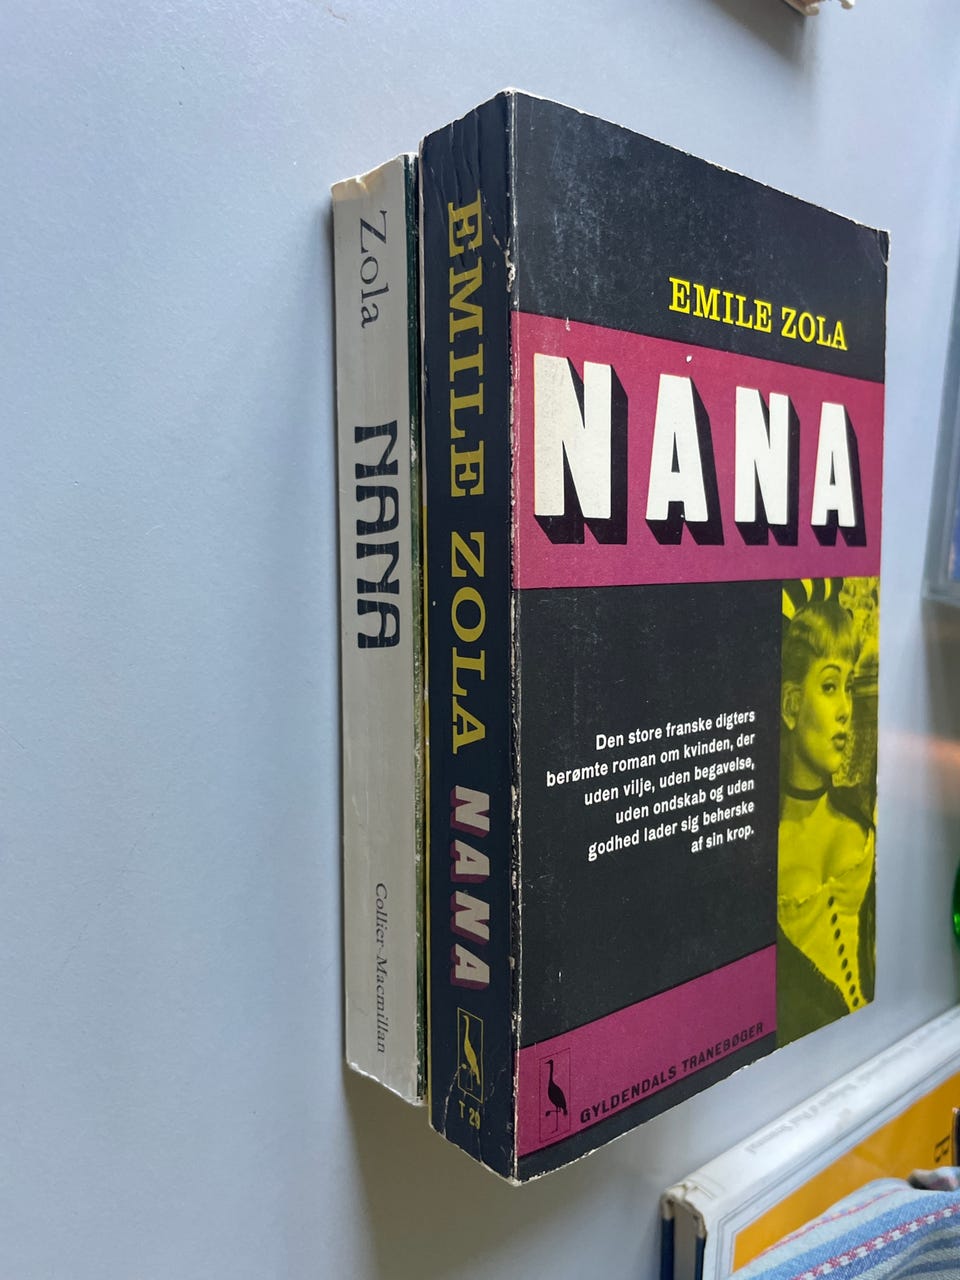 Zola NANA Collier-Macmillan
EMILE ZOLA NANA
EMILE ZOLA
NANA
Den store franske digters
berømte roman om kvinden, der
uden vilje, uden begavelse,
uden ondskab og uden
godhed lader sig beherske
af sin krop.
GYLDENDALS TRANEBØGER